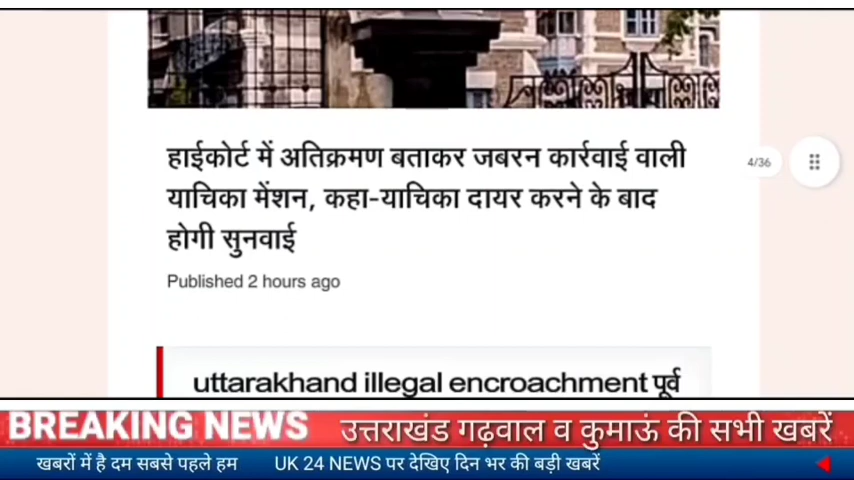 हाईकोर्ट में अतिक्रमण बताकर जबरन कार्रवाई वाली
याचिका मेंशन, कहा-याचिका दायर करने के बाद
होगी सुनवाई
Published 2 hours ago
4/36
uttarakhand illegal encroachment पूर्व
BREAKING NEWS
उत्तराखंड गढ़वाल व कुमाऊं की सभी खबरें
खबरों में है दम सबसे पहले हम
UK 24 NEWS पर देखिए दिन भर की बड़ी खबरें